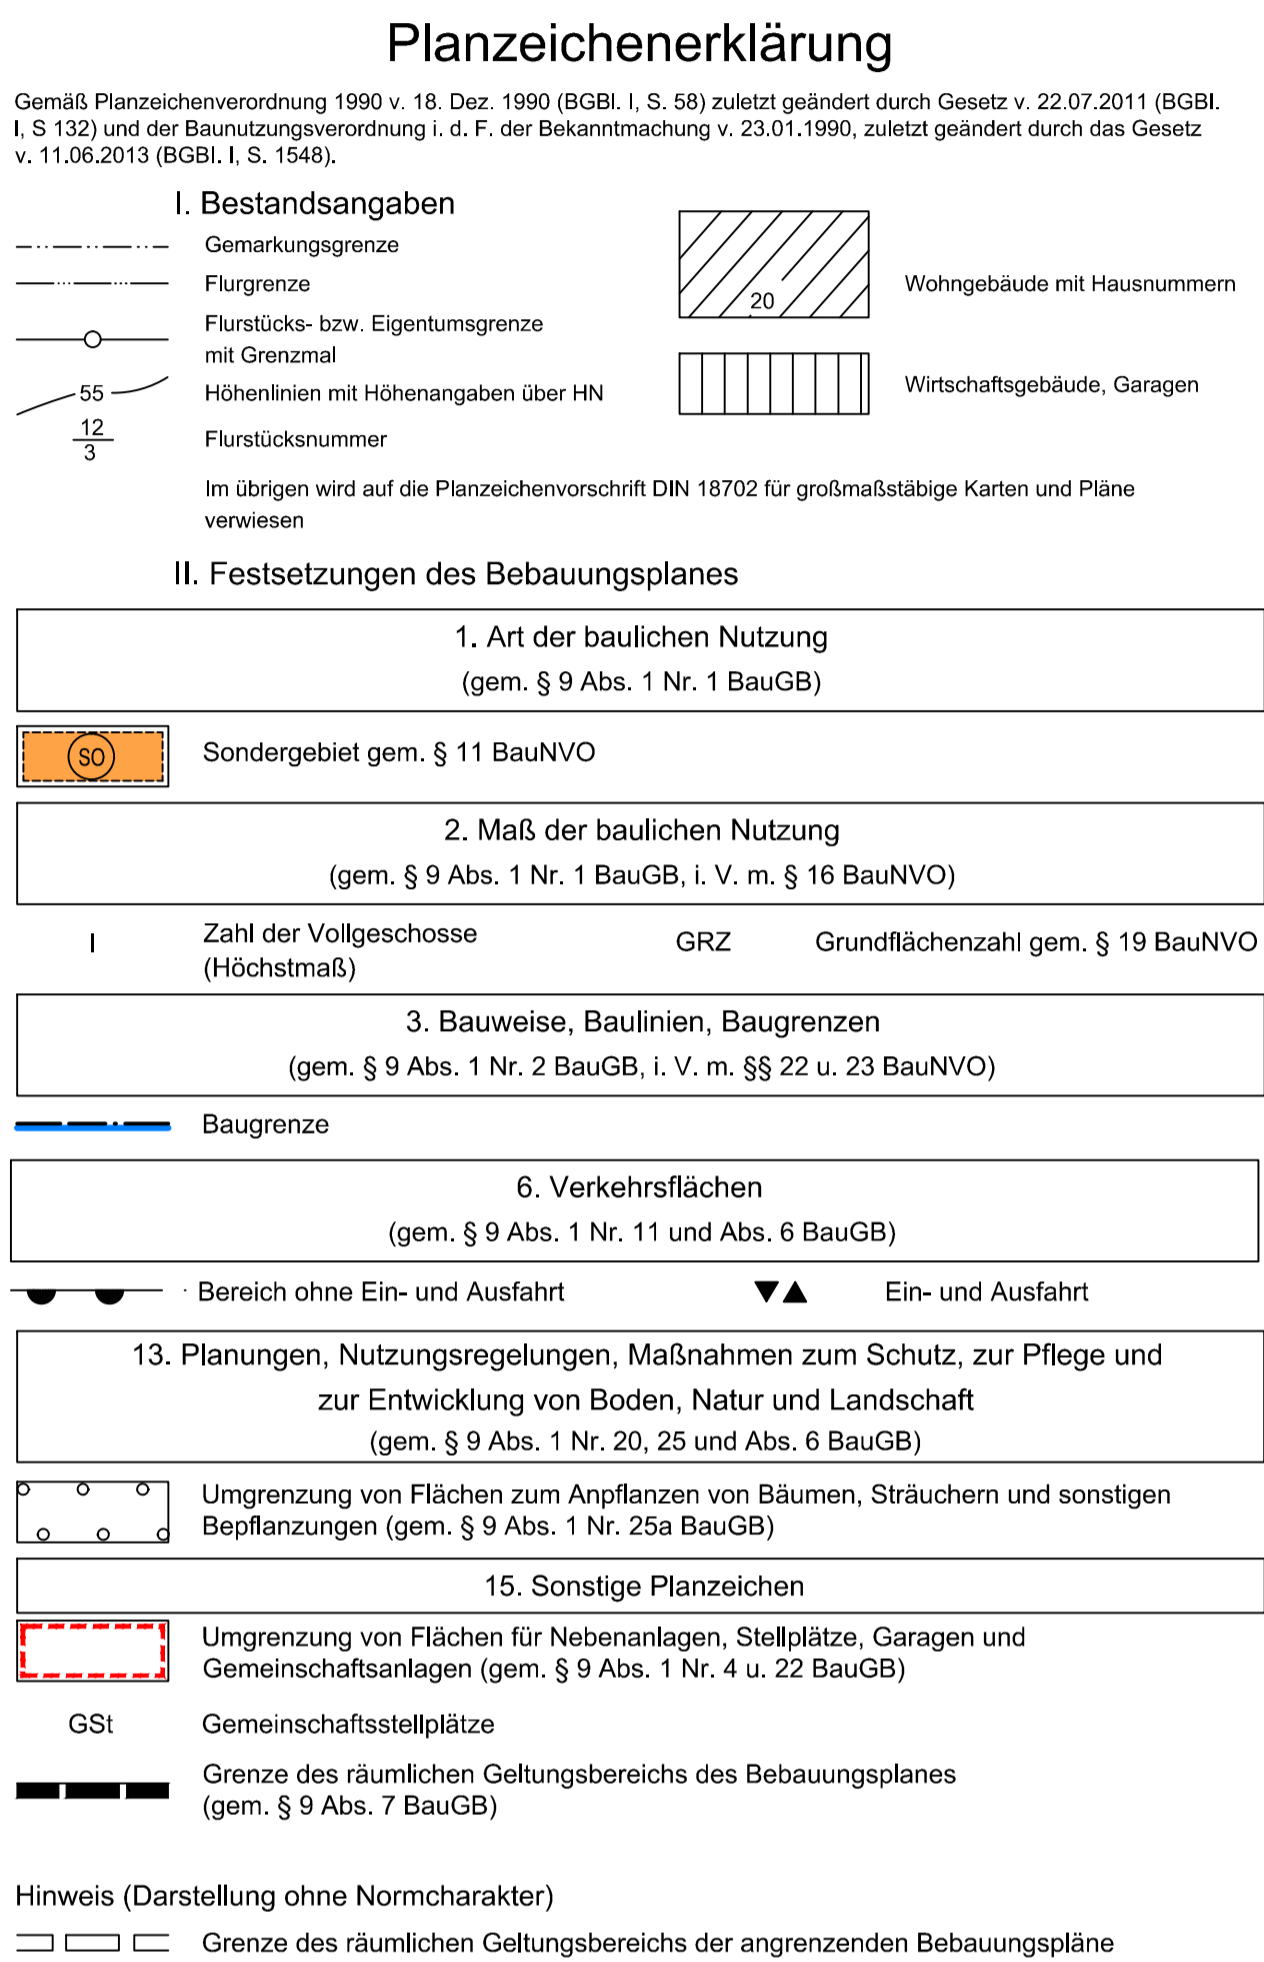 Planzeichenerklärung
Gemäß Planzeichenverordnung 1990 v. 18. Dez. 1990 (BGBl. I, S. 58) zuletzt geändert durch Gesetz v. 22.07.2011 (BGBl.
I, S 132) und der Baunutzungsverordnung i. d. F. der Bekanntmachung v. 23.01.1990, zuletzt geändert durch das Gesetz
v. 11.06.2013 (BGBl. I, S. 1548).
I. Bestandsangaben
Gemarkungsgrenze
Flurgrenze
Flurstücks- bzw. Eigentumsgrenze
mit Grenzmal
55 Höhenlinien mit Höhenangaben über HN
12
3
Flurstücksnummer
20 Wohngebäude mit Hausnummern
Wirtschaftsgebäude, Garagen
Im übrigen wird auf die Planzeichenvorschrift DIN 18702 für großmaßstäbige Karten und Pläne
verwiesen
II. Festsetzungen des Bebauungsplanes
1. Art der baulichen Nutzung
(gem. § 9 Abs. 1 Nr. 1 BauGB)
SO Sondergebiet gem. § 11 BauNVO
2. Maß der baulichen Nutzung
(gem. § 9 Abs. 1 Nr. 1 BauGB, i. V. m. § 16 BauNVO)
I Zahl der Vollgeschosse
(Höchstmaß)
GRZ Grundflächenzahl gem. § 19 BauNVO
3. Bauweise, Baulinien, Baugrenzen
(gem. § 9 Abs. 1 Nr. 2 BauGB, i. V. m. §§ 22 u. 23 BauNVO)
Baugrenze
6. Verkehrsflächen
(gem. § 9 Abs. 1 Nr. 11 und Abs. 6 BauGB)
Bereich ohne Ein- und Ausfahrt
Ein- und Ausfahrt
13. Planungen, Nutzungsregelungen, Maßnahmen zum Schutz, zur Pflege und
zur Entwicklung von Boden, Natur und Landschaft
(gem. § 9 Abs. 1 Nr. 20, 25 und Abs. 6 BauGB)
Umgrenzung von Flächen zum Anpflanzen von Bäumen, Sträuchern und sonstigen
Bepflanzungen (gem. § 9 Abs. 1 Nr. 25a BauGB)
15. Sonstige Planzeichen
Umgrenzung von Flächen für Nebenanlagen, Stellplätze, Garagen und
Gemeinschaftsanlagen (gem. § 9 Abs. 1 Nr. 4 u. 22 BauGB)
GSt Gemeinschaftsstellplätze
Grenze des räumlichen Geltungsbereichs des Bebauungsplanes
(gem. § 9 Abs. 7 BauGB)
Hinweis (Darstellung ohne Normcharakter)
Grenze des räumlichen Geltungsbereichs der angrenzenden Bebauungspläne